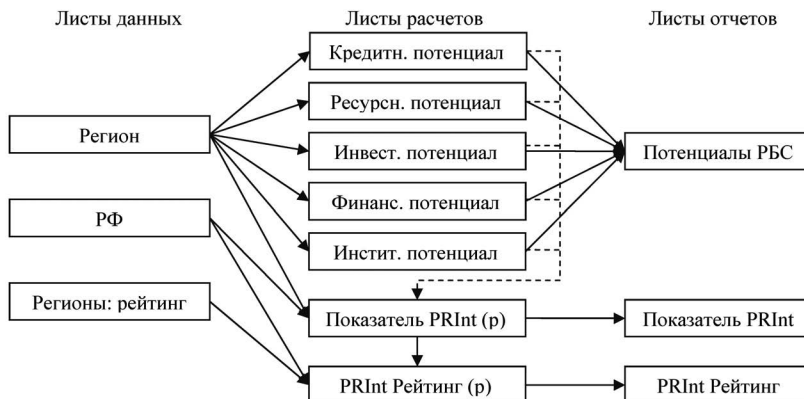 Листы данных
Листы расчетов
Листы отчетов
Кредитн. потенциал
Ресурсн. потенциал
Регион
Инвест. потенциал
Потенциалы РБС
Финанс. потенциал
РФ
Инстит. потенциал
Регионы: рейтинг
Показатель PRInt (р)
Показатель PRInt
PRInt Рейтинг (р)
PRInt Рейтинг